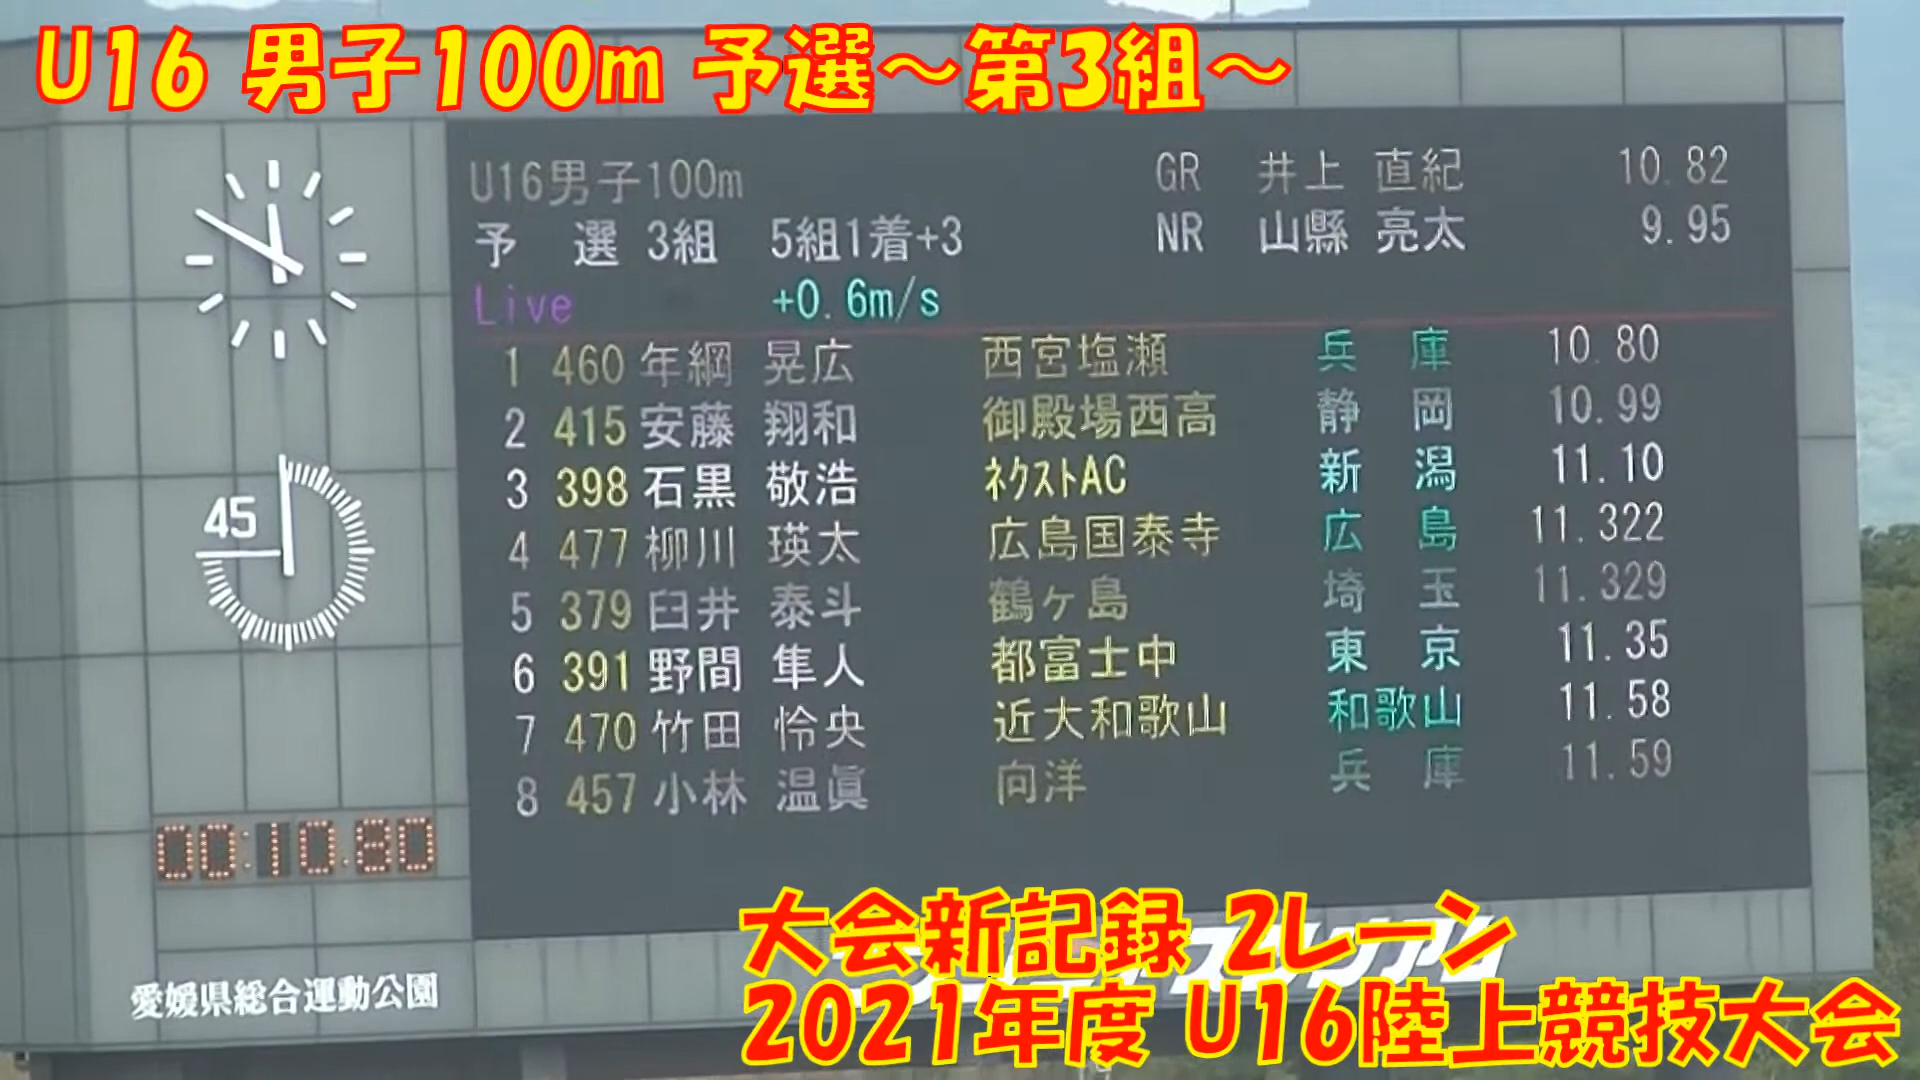 U16 男子100m 予選～第3組～
U16男子100m GR 井上 直紀 10.82
予 選 3組 5組1着+3 NR 山縣 亮太 9.95
Live +0.6m/s
1 460 年綱 晃広 西宮塩瀬 兵 庫 10.80
2 415 安藤 翔和 御殿場西高 静 岡 10.99
3 398 石黒 敬浩 ネクストAC 新 潟 11.10
4 477 柳川 瑛太 広島国泰寺 広 島 11.322
5 379 臼井 泰斗 鶴ヶ島 埼 玉 11.329
6 391 野間 隼人 都富士中 東 京 11.35
7 470 竹田 怜央 近大和歌山 和歌山 11.58
8 457 小林 温眞 向洋 兵 庫 11.59
45
00:10.80
愛媛県総合運動公園
大会新記録 2レーン
2021年度 U16陸上競技大会